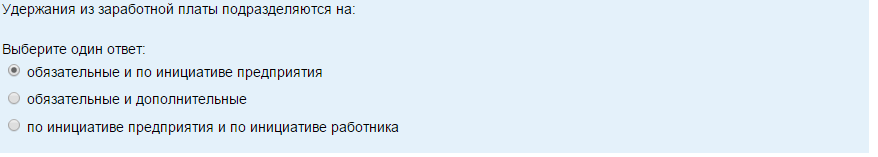 Удержания из заработной платы подразделяются на:
Выберите один ответ:
обязательные и по инициативе предприятия
обязательные и дополнительные
по инициативе предприятия и по инициативе работника